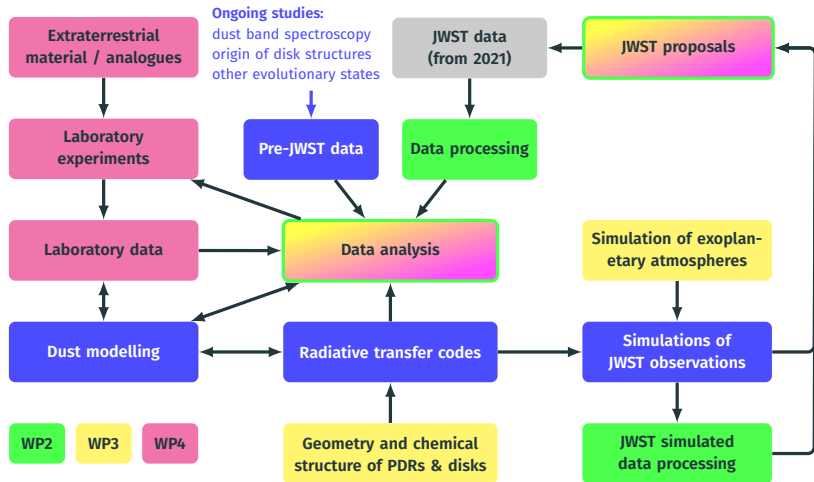 Ongoing studies:
dust band spectroscopy
origin of disk structures
other evolutionary states
Extraterrestrial
material / analogues
JWST data
(from 2021)
JWST proposals
Laboratory
experiments
Pre-JWST data
Data processing
Laboratory data
Data analysis
Simulation of exoplan-
etary atmospheres
Dust modelling
Radiative transfer codes
Simulations of
JWST observations
WP2
WP3
WP4
Geometry and chemical
structure of PDRs & disks
JWST simulated
data processing